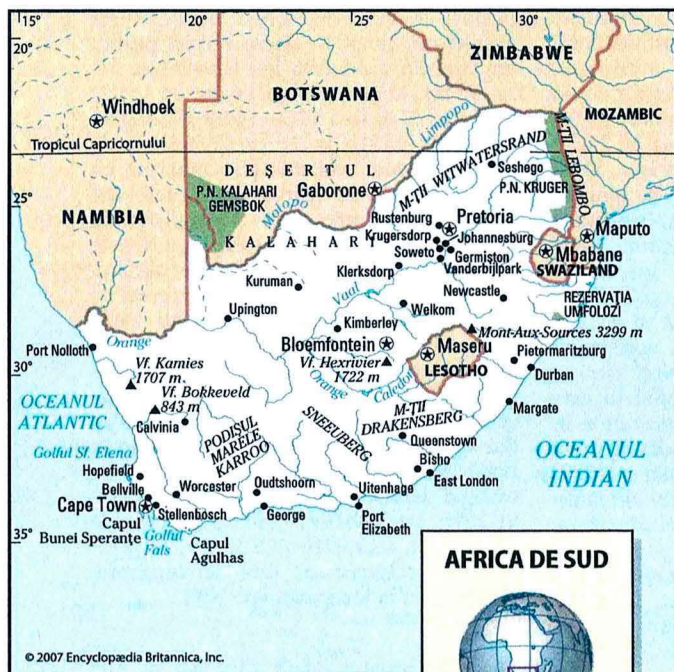 15°
20°
25°
30°
20°
ZIMBABWE
BOTSWANA
Windhoek
MOZAMBIC
Limpopo
Tropicul Capricornului
DEȘERTUL
M-ȚII WITWATERSRAND
M-ȚII LEBOMBO
Seshego
25°
P.N. KALAHARI
GEMSBOK
Gaborone
P.N. KRUGER
NAMIBIA
Molopo
Rustenburg
Pretoria
Maputo
KALAHARI
Krugersdorp
Johannesburg
Mbabane
Soweto
Germiston
SWAZILAND
Klerksdorp
Vanderbijlpark
Kuruman
Vaal
Newcastle
REZERVAȚIA
UMFOLOZI
Welkom
Upington
Kimberley
Mont-Aux-Sources 3299 m.
Orange
Bloemfontein
Maseru
Port Nolloth
Pietermaritzburg
Vf. Kamies
1707 m.
Vf. Hexrivier
1722 m.
LESOTHO
Durban
30°
Orange
Caledon
Vf. Bokkeveld
843 m.
OCEANUL
ATLANTIC
Margate
M-ȚII
DRAKENSBERG
Calvinia
PODIȘUL
MARELE
KARROO
SNEEUBERG
Queenstown
OCEANUL
INDIAN
Golful Sf. Elena
Bisho
Hopefield
East London
Bellville
Worcester
Oudtshoorn
Uitenhage
Cape Town
Stellenbosch
George
Port
Elizabeth
Capul
Bunei Speranțe
Golful
Fals
35°
Capul
Agulhas
AFRICA DE SUD
© 2007 Encyclopædia Britannica, Inc.